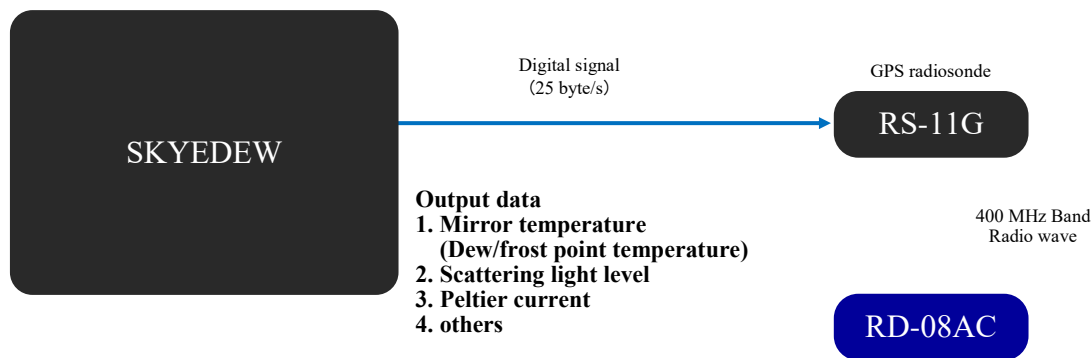 SKYEDEW
Digital signal
（25 byte/s）
GPS radiosonde
RS-11G
Output data
1. Mirror temperature
(Dew/frost point temperature)
2. Scattering light level
3. Peltier current
4. others
400 MHz Band
Radio wave
RD-08AC